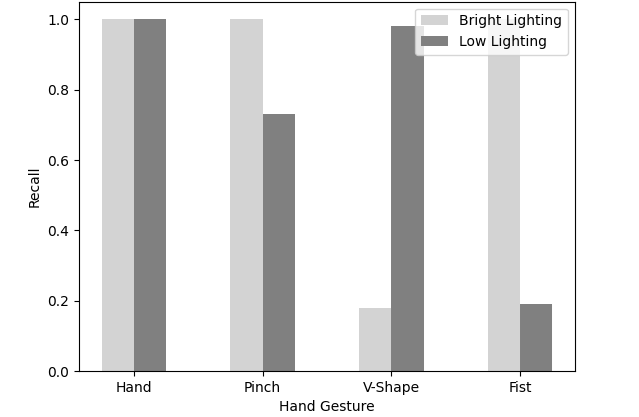 Bright Lighting
Low Lighting
1.0
0.8
0.6
0.4
0.2
0.0
Recall
Hand Pinch V-Shape Fist
Hand Gesture